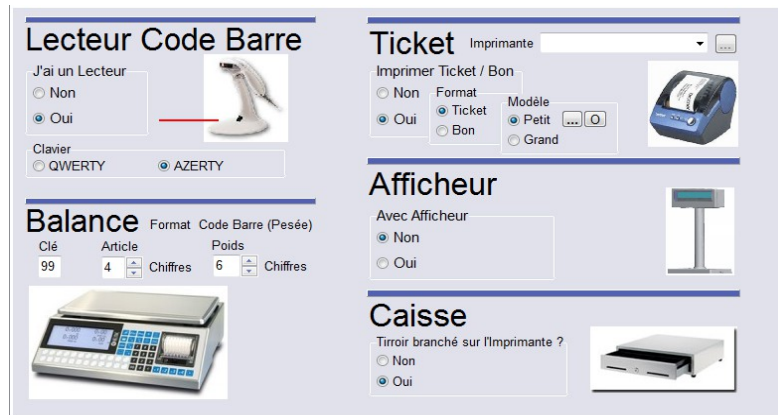 Lecteur Code Barre
J'ai un Lecteur
Non
Oui
Clavier
QWERTY AZERTY
Balance Format Code Barre (Pesée)
Clé Article Poids
99 4 Chiffres 6 Chiffres
Ticket Imprimante ...
Imprimer Ticket / Bon
Non Format
Oui Ticket
Bon
Modèle
Petit ... O
Grand
Afficheur
Avec Afficheur
Non
Oui
Caisse
Tirroir branché sur l'Imprimante ?
Non
Oui